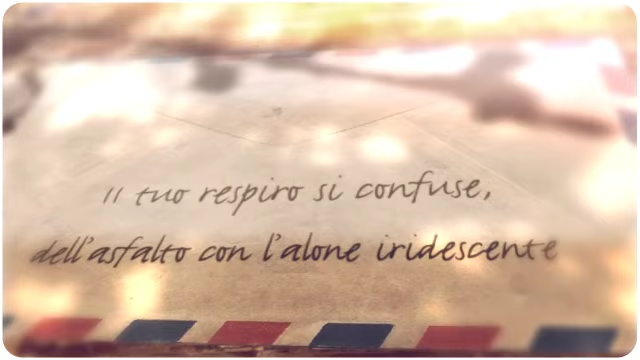 Il tuo respiro si confuse,
dell'asfalto con l'alone iridescente